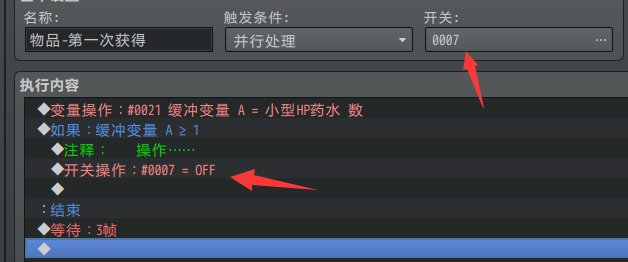 名称:
触发条件:
开关:
物品-第一次获得
并行处理
0007
...
执行内容
◆变量操作：#0021 缓冲变量 A = 小型HP药水 数
◆如果：缓冲变量 A ≥ 1
◆注释：　操作……
◆开关操作：#0007 = OFF
◆
：结束
◆等待：3帧
◆